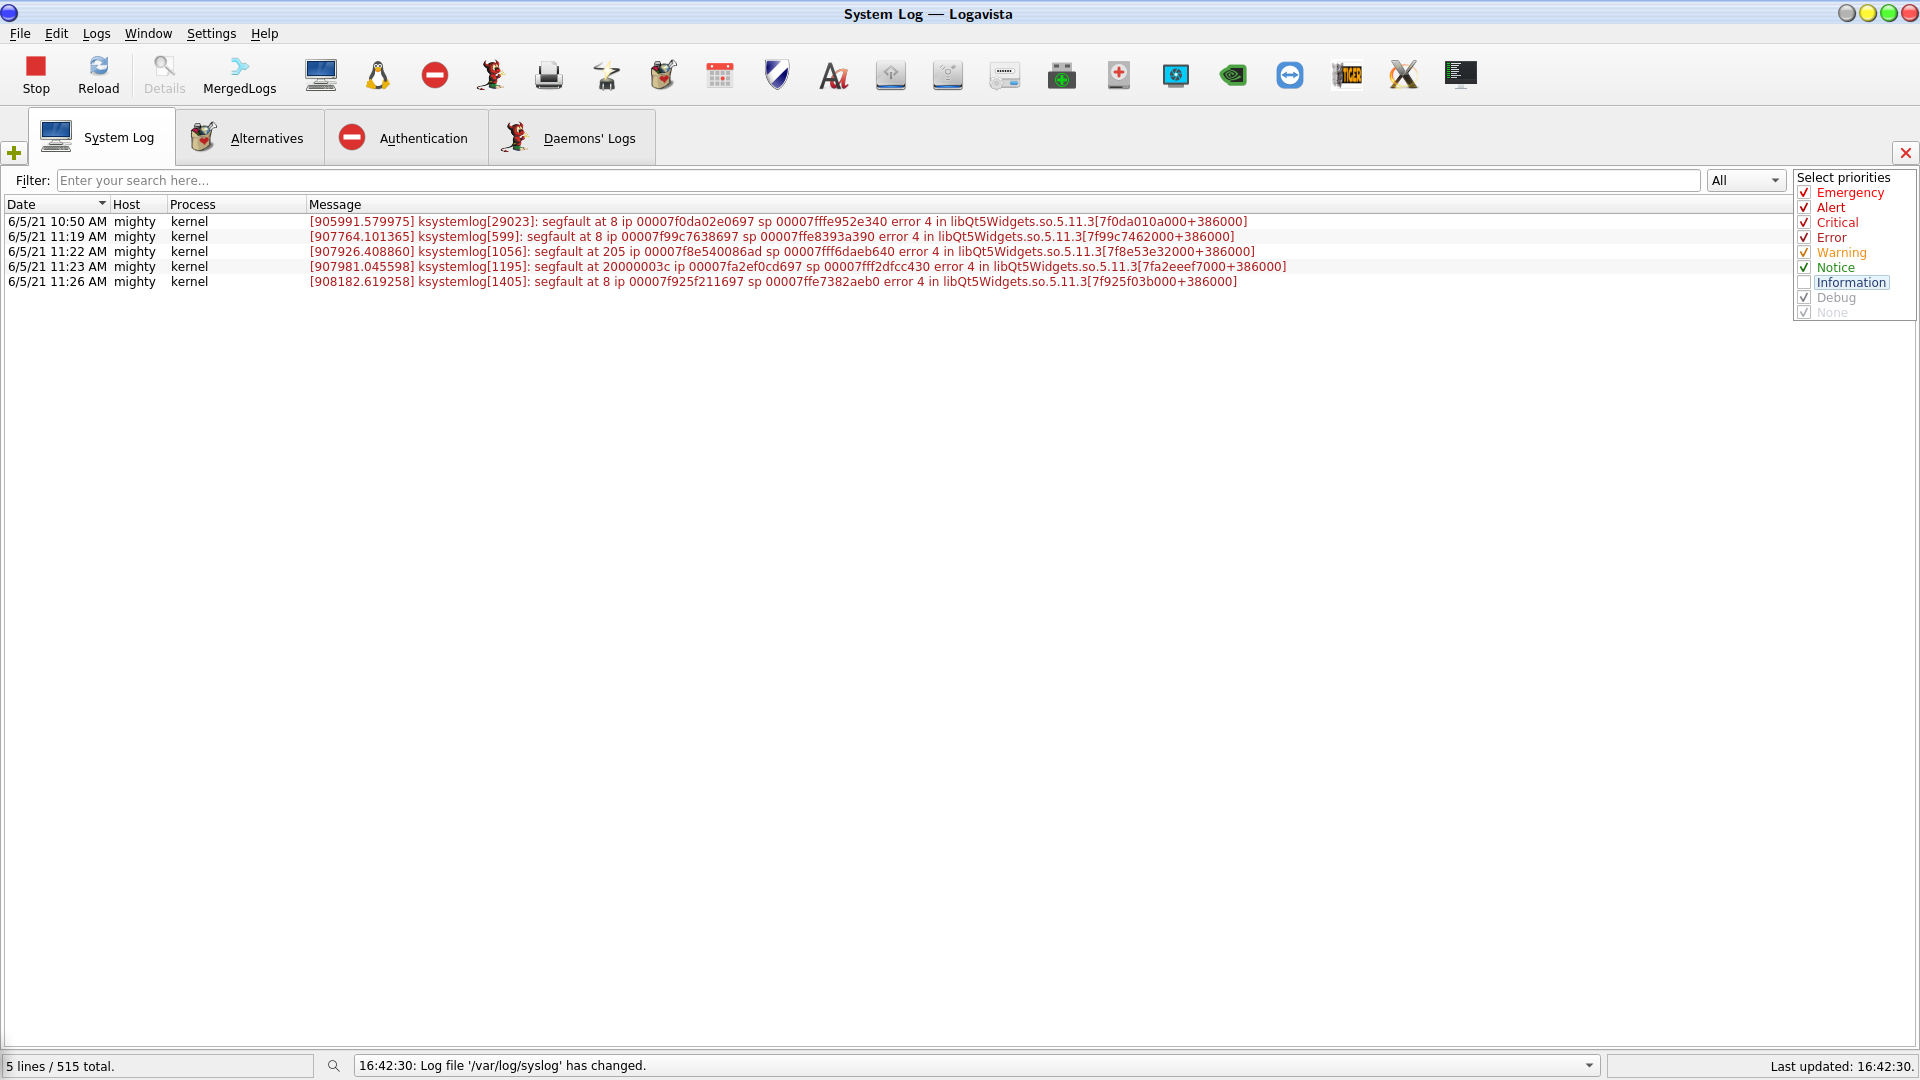 System Log — Logavista
File Edit Logs Window Settings Help
Stop Reload Details MergedLogs
TIGER
System Log Alternatives Authentication Daemons' Logs
Filter: Enter your search here... All
Select priorities
Emergency
Alert
Critical
Error
Warning
Notice
Information
Debug
None
Date Host Process Message
6/5/21 10:50 AM mighty kernel [905991.579975] ksystemlog[29023]: segfault at 8 ip 00007f0da02e0697 sp 00007fffe952e340 error 4 in libQt5Widgets.so.5.11.3[7f0da010a000+386000]
6/5/21 11:19 AM mighty kernel [907764.101365] ksystemlog[599]: segfault at 8 ip 00007f99c7638697 sp 00007ffe8393a390 error 4 in libQt5Widgets.so.5.11.3[7f99c7462000+386000]
6/5/21 11:22 AM mighty kernel [907926.408860] ksystemlog[1056]: segfault at 205 ip 00007f8e540086ad sp 00007fff6daeb640 error 4 in libQt5Widgets.so.5.11.3[7f8e53e32000+386000]
6/5/21 11:23 AM mighty kernel [907981.045598] ksystemlog[1195]: segfault at 20000003c ip 00007fa2ef0cd697 sp 00007fff2dfcc430 error 4 in libQt5Widgets.so.5.11.3[7fa2eeef7000+386000]
6/5/21 11:26 AM mighty kernel [908182.619258] ksystemlog[1405]: segfault at 8 ip 00007f925f211697 sp 00007ffe7382aeb0 error 4 in libQt5Widgets.so.5.11.3[7f925f03b000+386000]
5 lines / 515 total.
16:42:30: Log file '/var/log/syslog' has changed.
Last updated: 16:42:30.